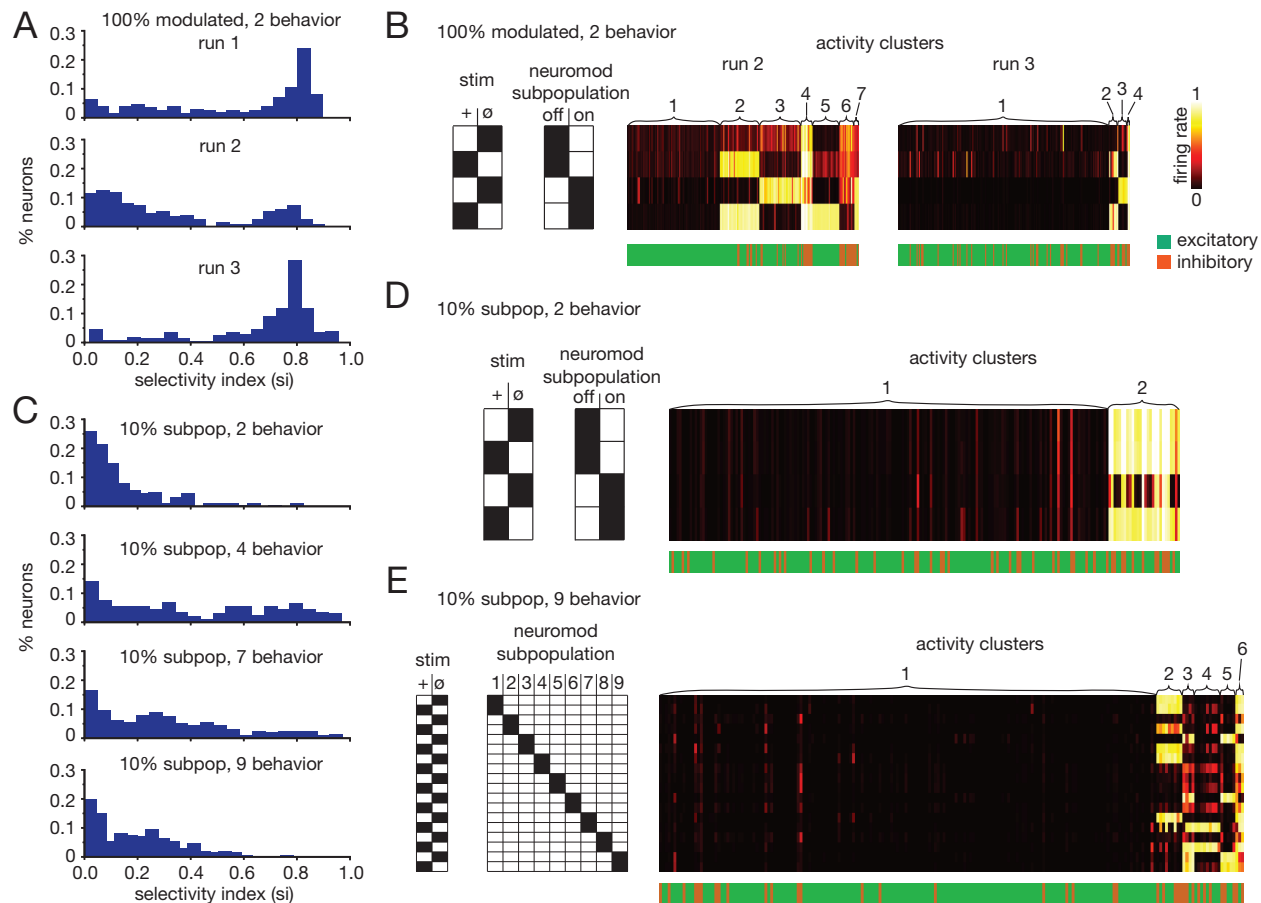 A
100% modulated, 2 behavior
run 1
0.3
0.2
0.1
0
run 2
0.3
0.2
0.1
0
% neurons
run 3
0.3
0.2
0.1
0
0.0 0.2 0.4 0.6 0.8 1.0
selectivity index (si)
B
100% modulated, 2 behavior
activity clusters
run 2
run 3
stim
+ ø
neuromod
subpopulation
off on
1 2 3 4 5 6 7
1 2 3 4
1
firing rate
0
excitatory
inhibitory
C
10% subpop, 2 behavior
0.3
0.2
0.1
0
10% subpop, 4 behavior
0.3
0.2
0.1
0
% neurons
10% subpop, 7 behavior
0.3
0.2
0.1
0
10% subpop, 9 behavior
0.3
0.2
0.1
0
0.0 0.2 0.4 0.6 0.8 1.0
selectivity index (si)
D
10% subpop, 2 behavior
stim
+ ø
neuromod
subpopulation
off on
activity clusters
1 2
E
10% subpop, 9 behavior
stim
+ ø
neuromod
subpopulation
1 2 3 4 5 6 7 8 9
activity clusters
1 2 3 4 5 6